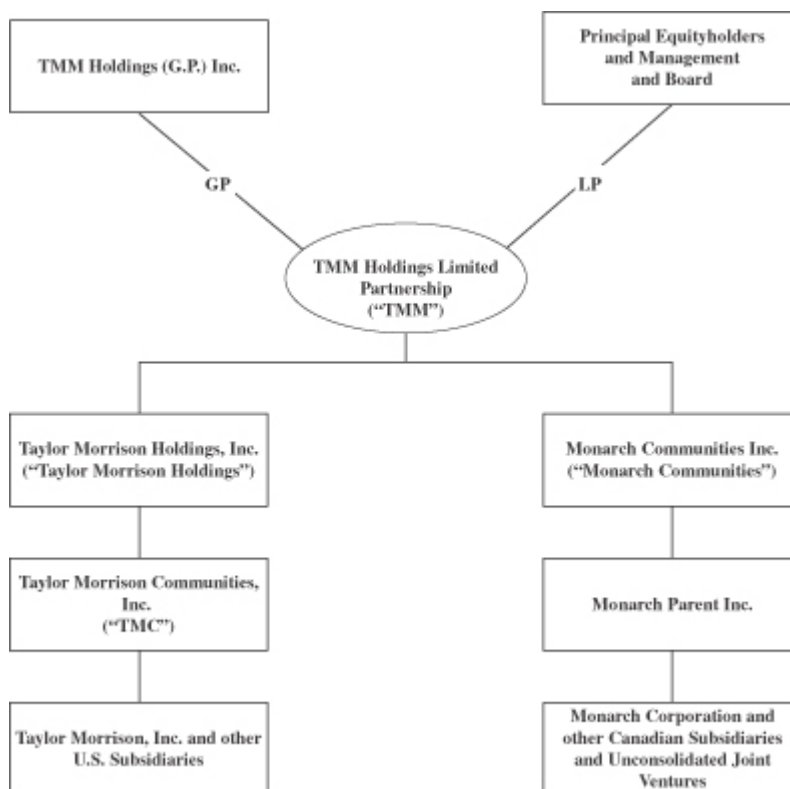 TMM Holdings (G.P.) Inc.
Principal Equityholders
and Management
and Board
GP
LP
TMM Holdings Limited
Partnership
(“TMM”)
Taylor Morrison Holdings, Inc.
(“Taylor Morrison Holdings”)
Monarch Communities Inc.
(“Monarch Communities”)
Taylor Morrison Communities,
Inc.
(“TMC”)
Monarch Parent Inc.
Taylor Morrison, Inc. and other
U.S. Subsidiaries
Monarch Corporation and
other Canadian Subsidiaries
and Unconsolidated Joint
Ventures